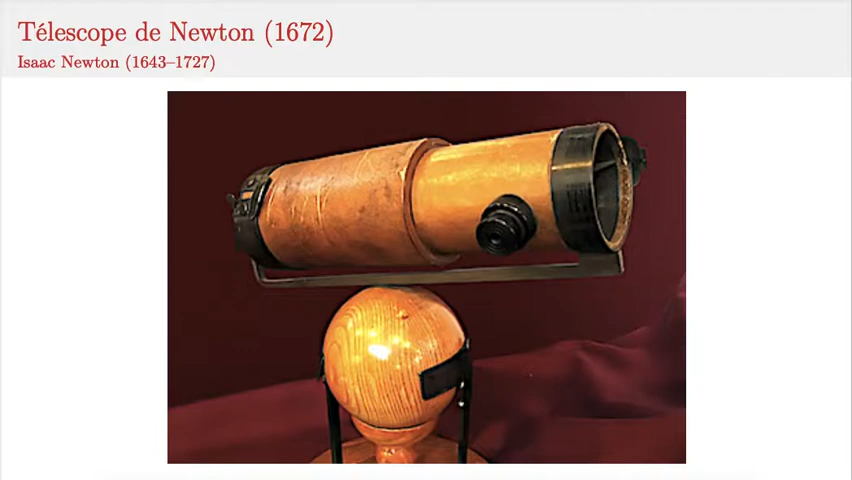 Télescope de Newton (1672)
Isaac Newton (1643–1727)